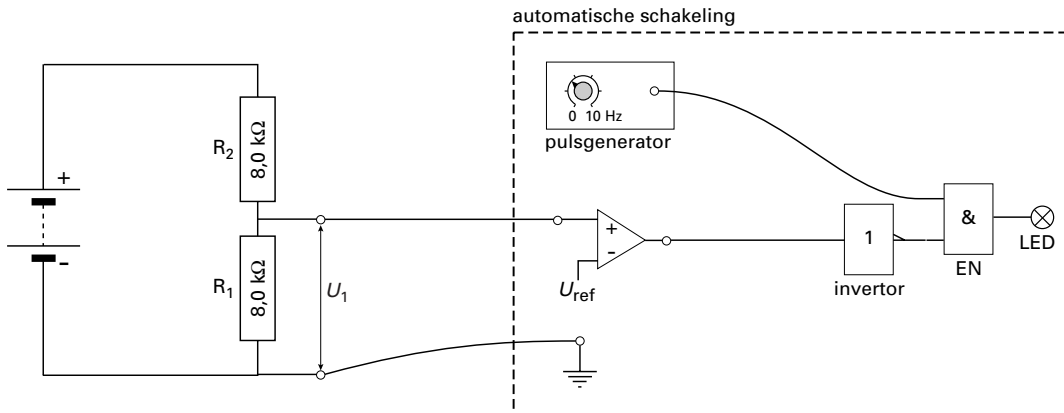 automatische schakeling
0 10 Hz
pulsgenerator
+
R2
8,0 kΩ
-
R1
8,0 kΩ
U1
+
-
Uref
1
invertor
&
EN
LED